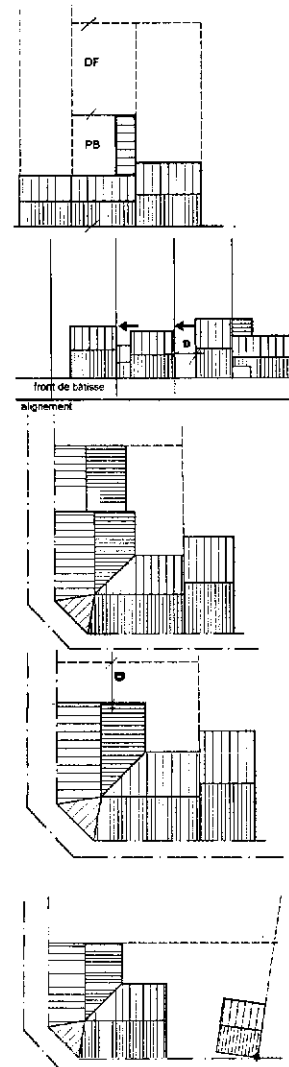 DF
PB
D
front de bâtisse
alignement
D